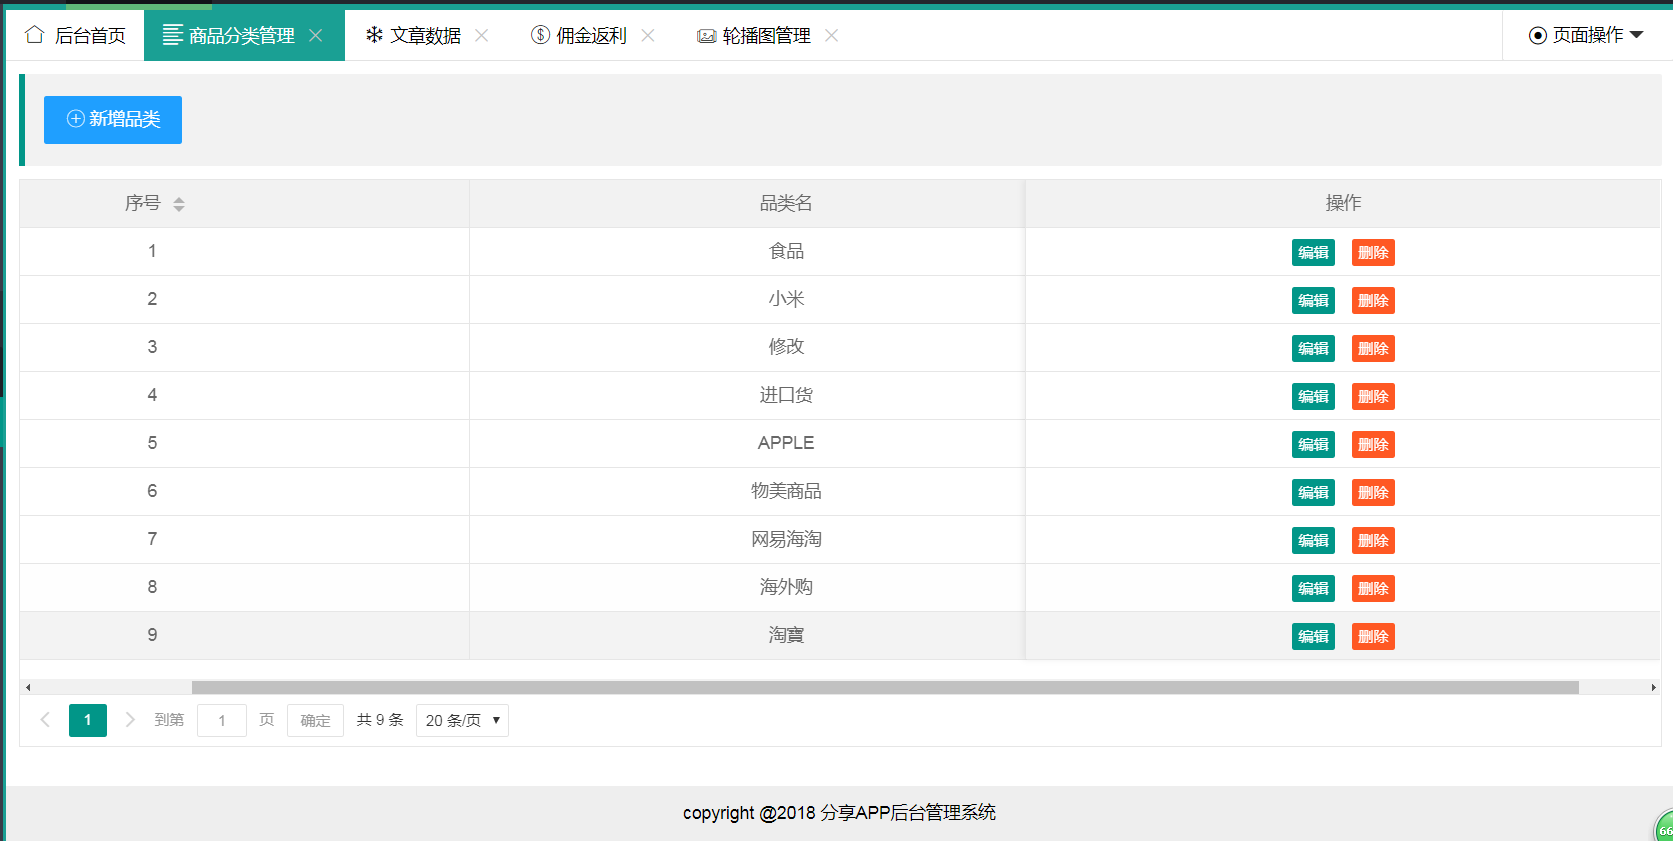 后台首页 商品分类管理 文章数据 佣金返利 轮播图管理 页面操作
新增品类
序号 品类名 操作
1 食品 编辑 删除
2 小米 编辑 删除
3 修改 编辑 删除
4 进口货 编辑 删除
5 APPLE 编辑 删除
6 物美商品 编辑 删除
7 网易海淘 编辑 删除
8 海外购 编辑 删除
9 淘寶 编辑 删除
1 到第 1 页 确定 共 9 条 20 条/页
copyright @2018 分享APP后台管理系统
66